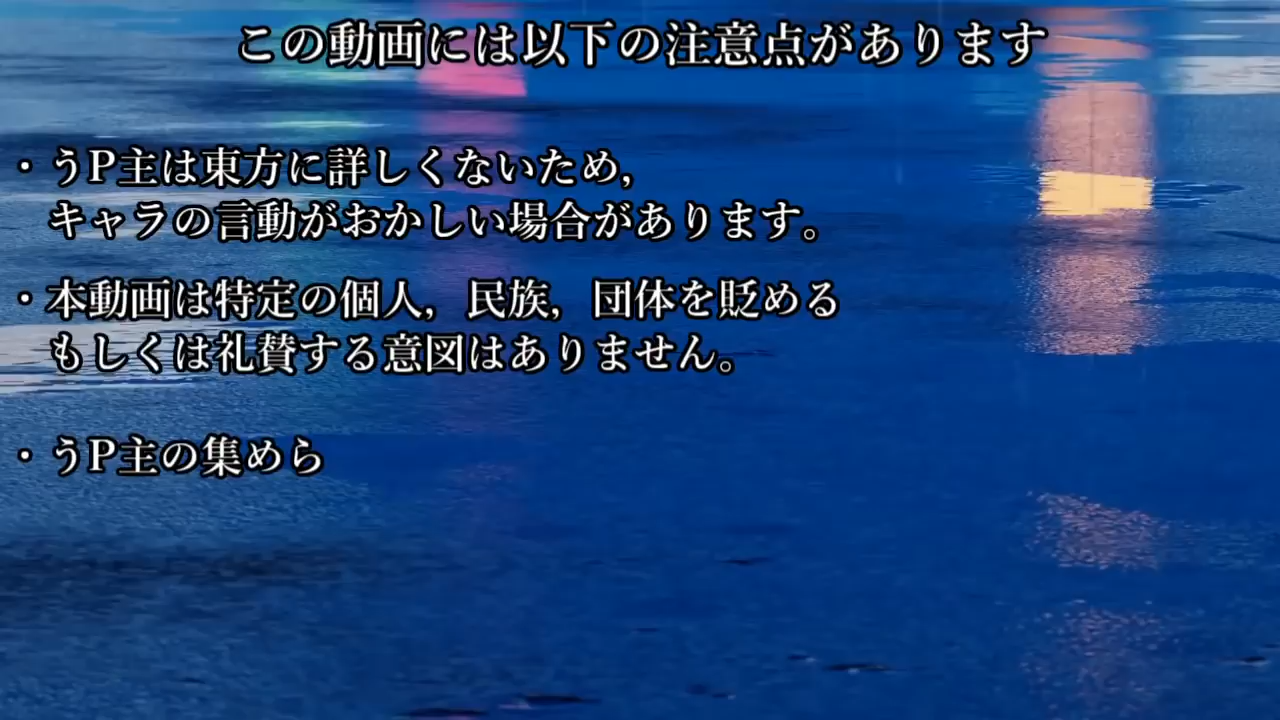 この動画には以下の注意点があります
・うP主は東方に詳しくないため，
キャラの言動がおかしい場合があります。
・本動画は特定の個人，民族，団体を貶める
もしくは礼賛する意図はありません。
・うP主の集めら